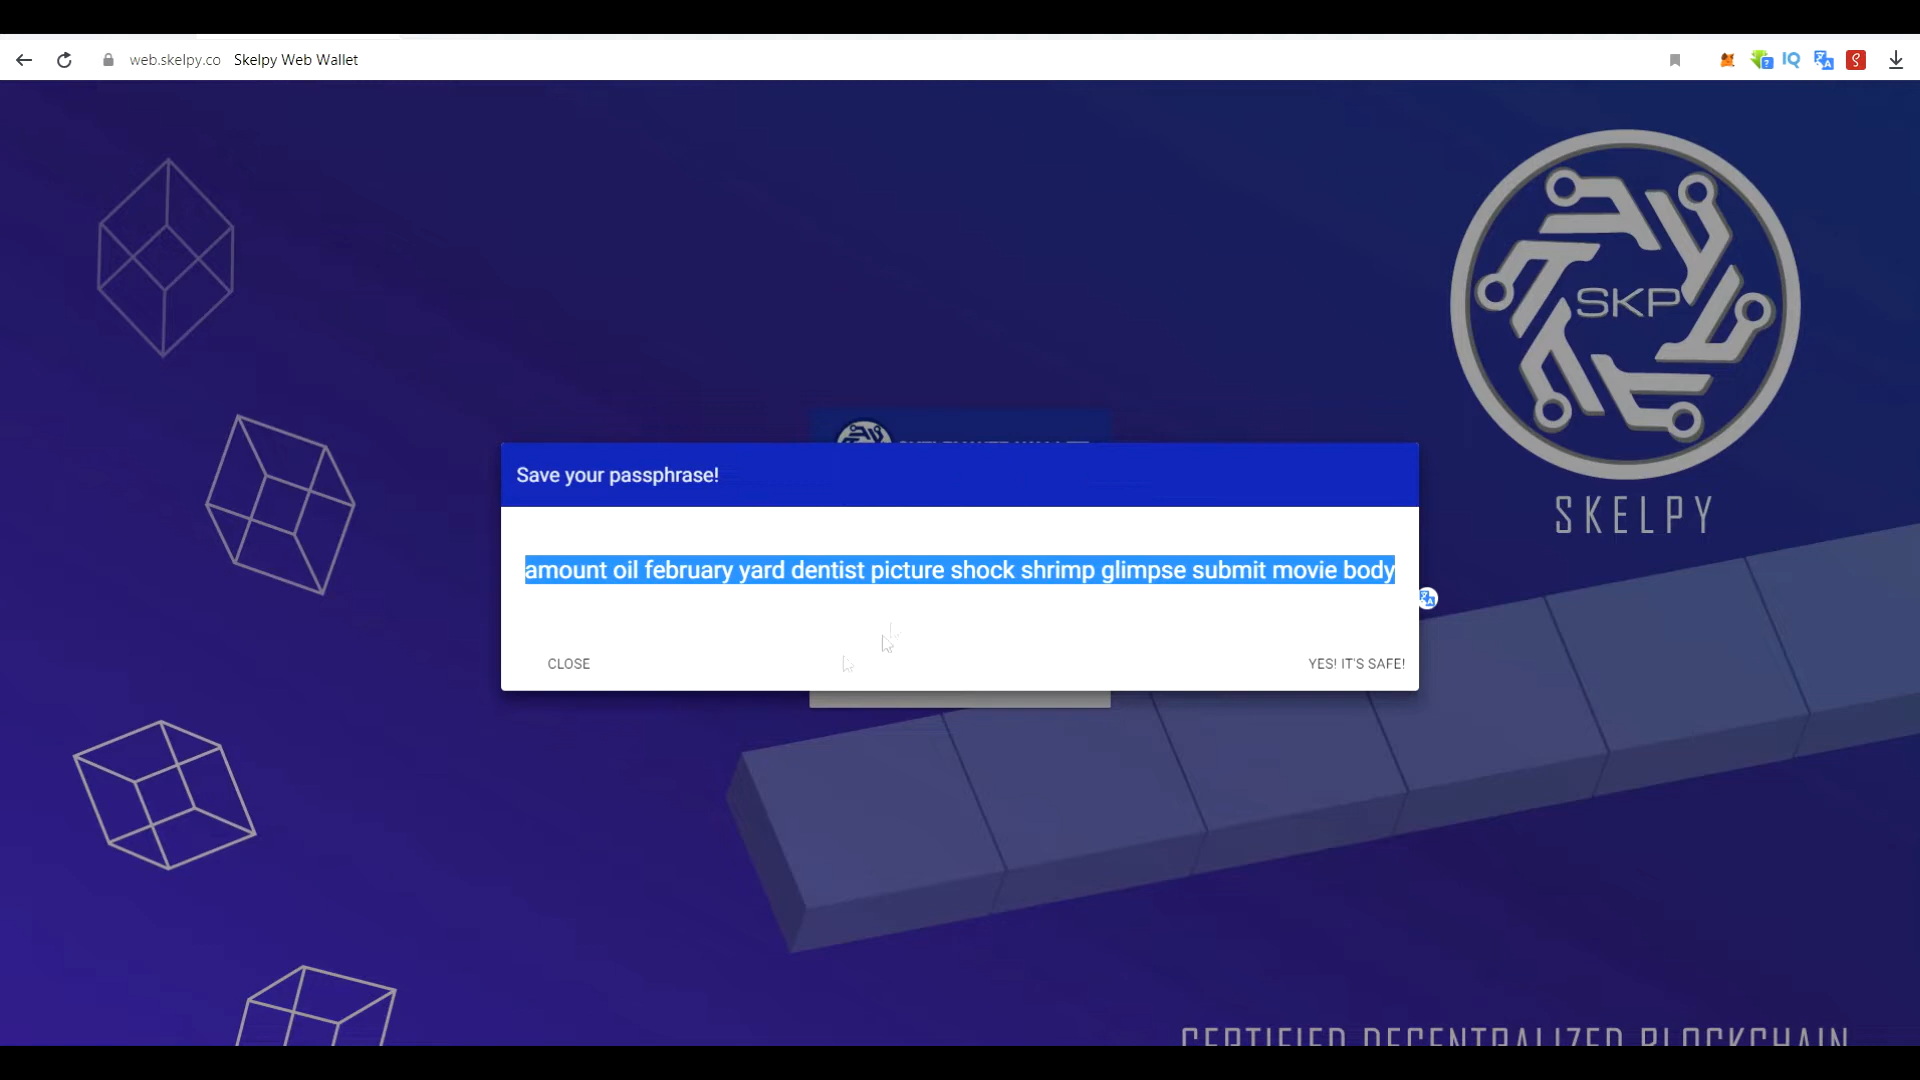 web.skelpy.co Skelpy Web Wallet
IQ
SKP
SKELPY
Save your passphrase!
amount oil february yard dentist picture shock shrimp glimpse submit movie body
CLOSE
YES! IT'S SAFE!
CERTIFIED DECENTRALIZED BLOCKCHAIN